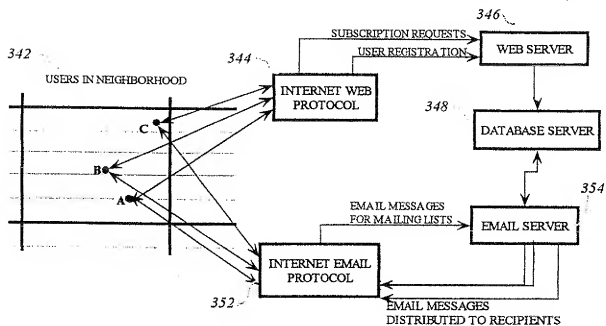 346
SUBSCRIPTION REQUESTS
342
344
USER REGISTRATION
WEB SERVER
USERS IN NEIGHBORHOOD
INTERNET WEB
PROTOCOL
348
C
DATABASE SERVER
B
354
A
EMAIL MESSAGES
FOR MAILING LISTS
EMAIL SERVER
INTERNET EMAIL
PROTOCOL
352
EMAIL MESSAGES
DISTRIBUTED TO RECIPIENTS